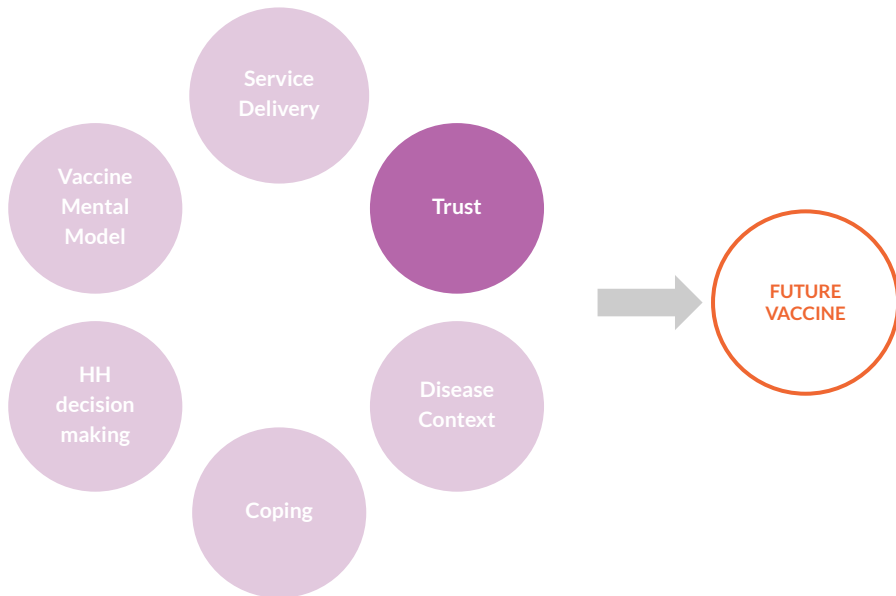 Service
Delivery
Vaccine
Mental
Model
Trust
FUTURE
VACCINE
HH
decision
making
Disease
Context
Coping